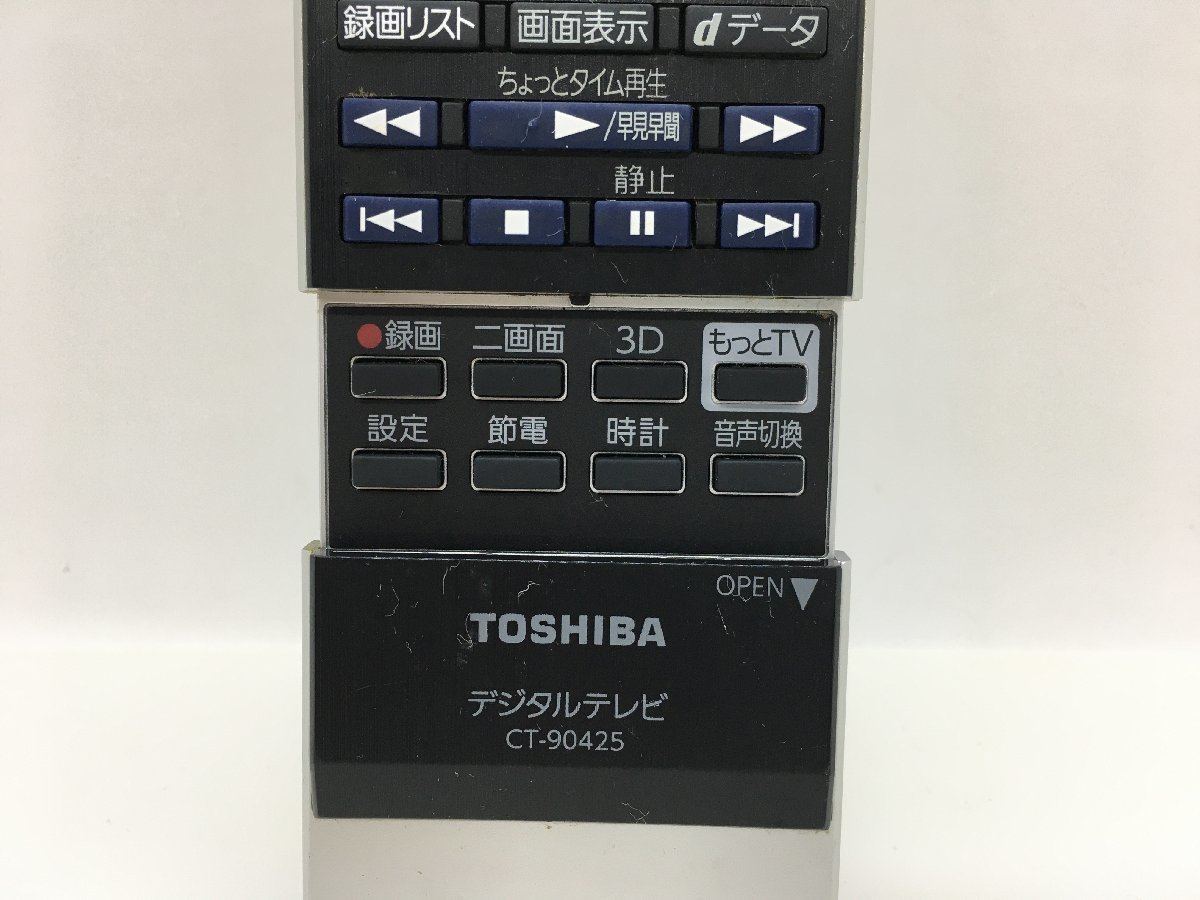 録画リスト 画面表示 dデータ
ちょっとタイム再生
/早見早聞
静止
録画 二画面 3D もっとTV
設定 節電 時計 音声切換
OPEN
TOSHIBA
デジタルテレビ
CT-90425